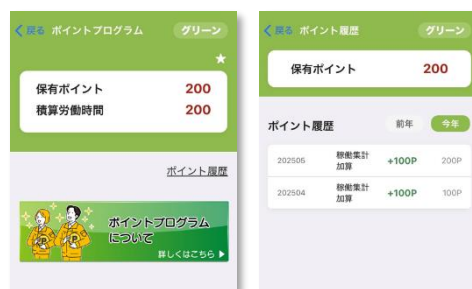 戻る ポイントプログラム グリーン
保有ポイント 200
積算労働時間 200
ポイント履歴
P P
ポイントプログラム
について
詳しくはこちら ▶
戻る ポイント履歴 グリーン
保有ポイント 200
ポイント履歴 前年 今年
202505 稼働集計
加算 +100P 200P
202504 稼働集計
加算 +100P 100P